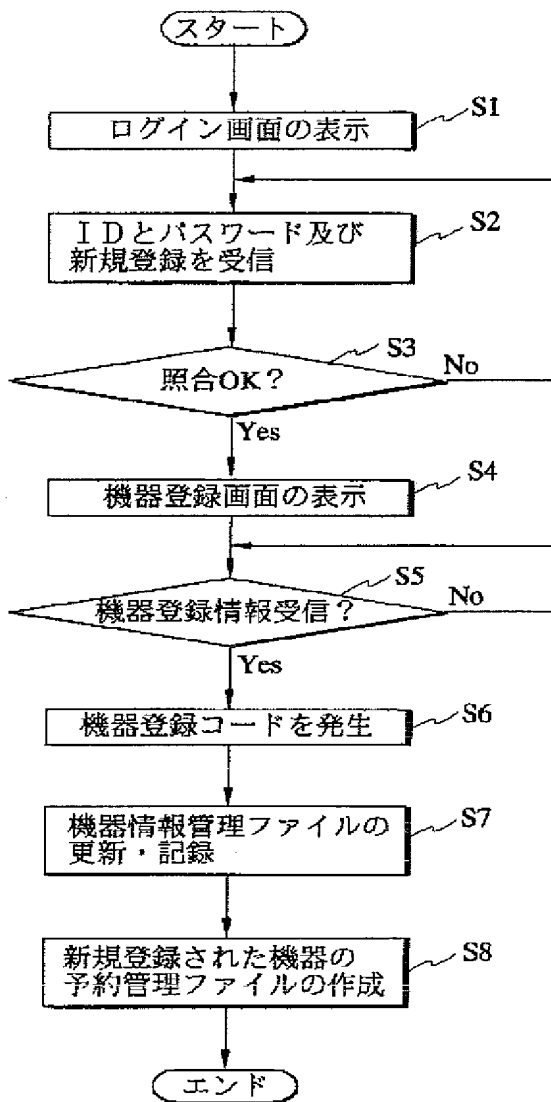 スタート
S1
ログイン画面の表示
S2
IDとパスワード及び
新規登録を受信
S3
照合OK?
No
Yes
S4
機器登録画面の表示
S5
機器登録情報受信?
No
Yes
S6
機器登録コードを発生
S7
機器情報管理ファイルの
更新・記録
S8
新規登録された機器の
予約管理ファイルの作成
エンド